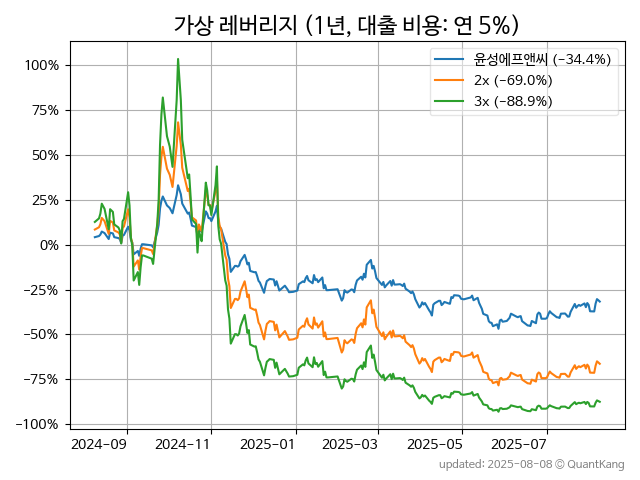 가상 레버리지 (1년, 대출 비용: 연 5%)
윤성에프앤씨 (−34.4%)
2x (−69.0%)
3x (−88.9%)
100%
75%
50%
25%
0%
−25%
−50%
−75%
−100%
2024-09 2024-11 2025-01 2025-03 2025-05 2025-07
updated: 2025-08-08 © QuantKang